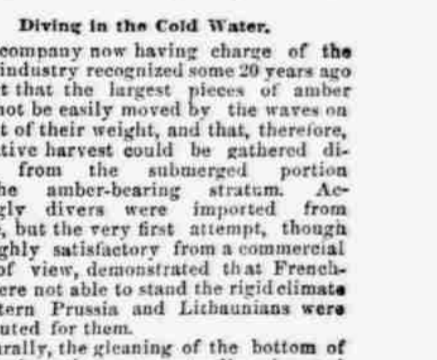 Diving in the Cold Water.
company now having charge of the
industry recognized some 20 years ago
t that the largest pieces of amber
not be easily moved by the waves on
t of their weight, and that, therefore,
tive harvest could be gathered di-
from the submerged portion
he amber-bearing stratum. Ac-
gly divers were imported from
, but the very first attempt, though
ghly satisfactory from a commercial
of view, demonstrated that French-
ere not able to stand the rigid climate
tern Prussia and Lithuanians were
uted for them.
rally, the gleaning of the bottom of